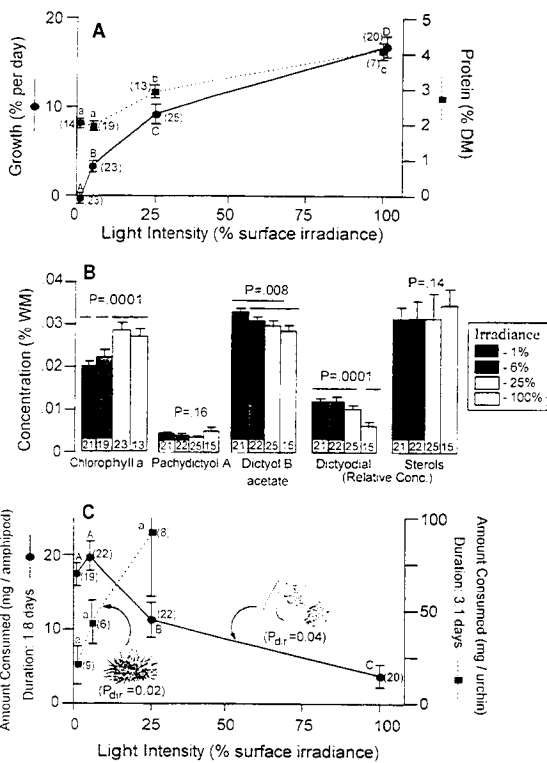 A
20
10
0
Growth (% per day)
5
4
3
2
1
0
Protein (% DM)
a
(14
a
(19)
b
(13)
(20)
D
(7)
c
A
(23)
B
(23)
C
(25)
0
25
50
75
100
Light Intensity (% surface irradiance)
B
.04
.03
.02
.01
0
Concentration (% WM)
P=.0001
P=.16
P=.008
P=.0001
P=.14
21 19 23 13
21 22 25 15
21 22 25 15
21 22 25 15
21 22 25 15
Chlorophyll a
Pachydictyol A
Dictyol B acetate
Dictyodial
Sterols
(Relative Conc.)
Irradiance
- 1%
- 6%
- 25%
- 100%
C
20
10
0
Amount Consumed (mg / amphipod)
Duration: 1.8 days
100
50
0
Amount Consumed (mg / urchin)
Duration: 3.1 days
A
(19)
A
(22)
a
(8)
a
(6)
a
(9)
(22)
B
C
(20)
(Pdir=0.02)
(Pdir=0.04)
0
25
50
75
100
Light Intensity (% surface irradiance)